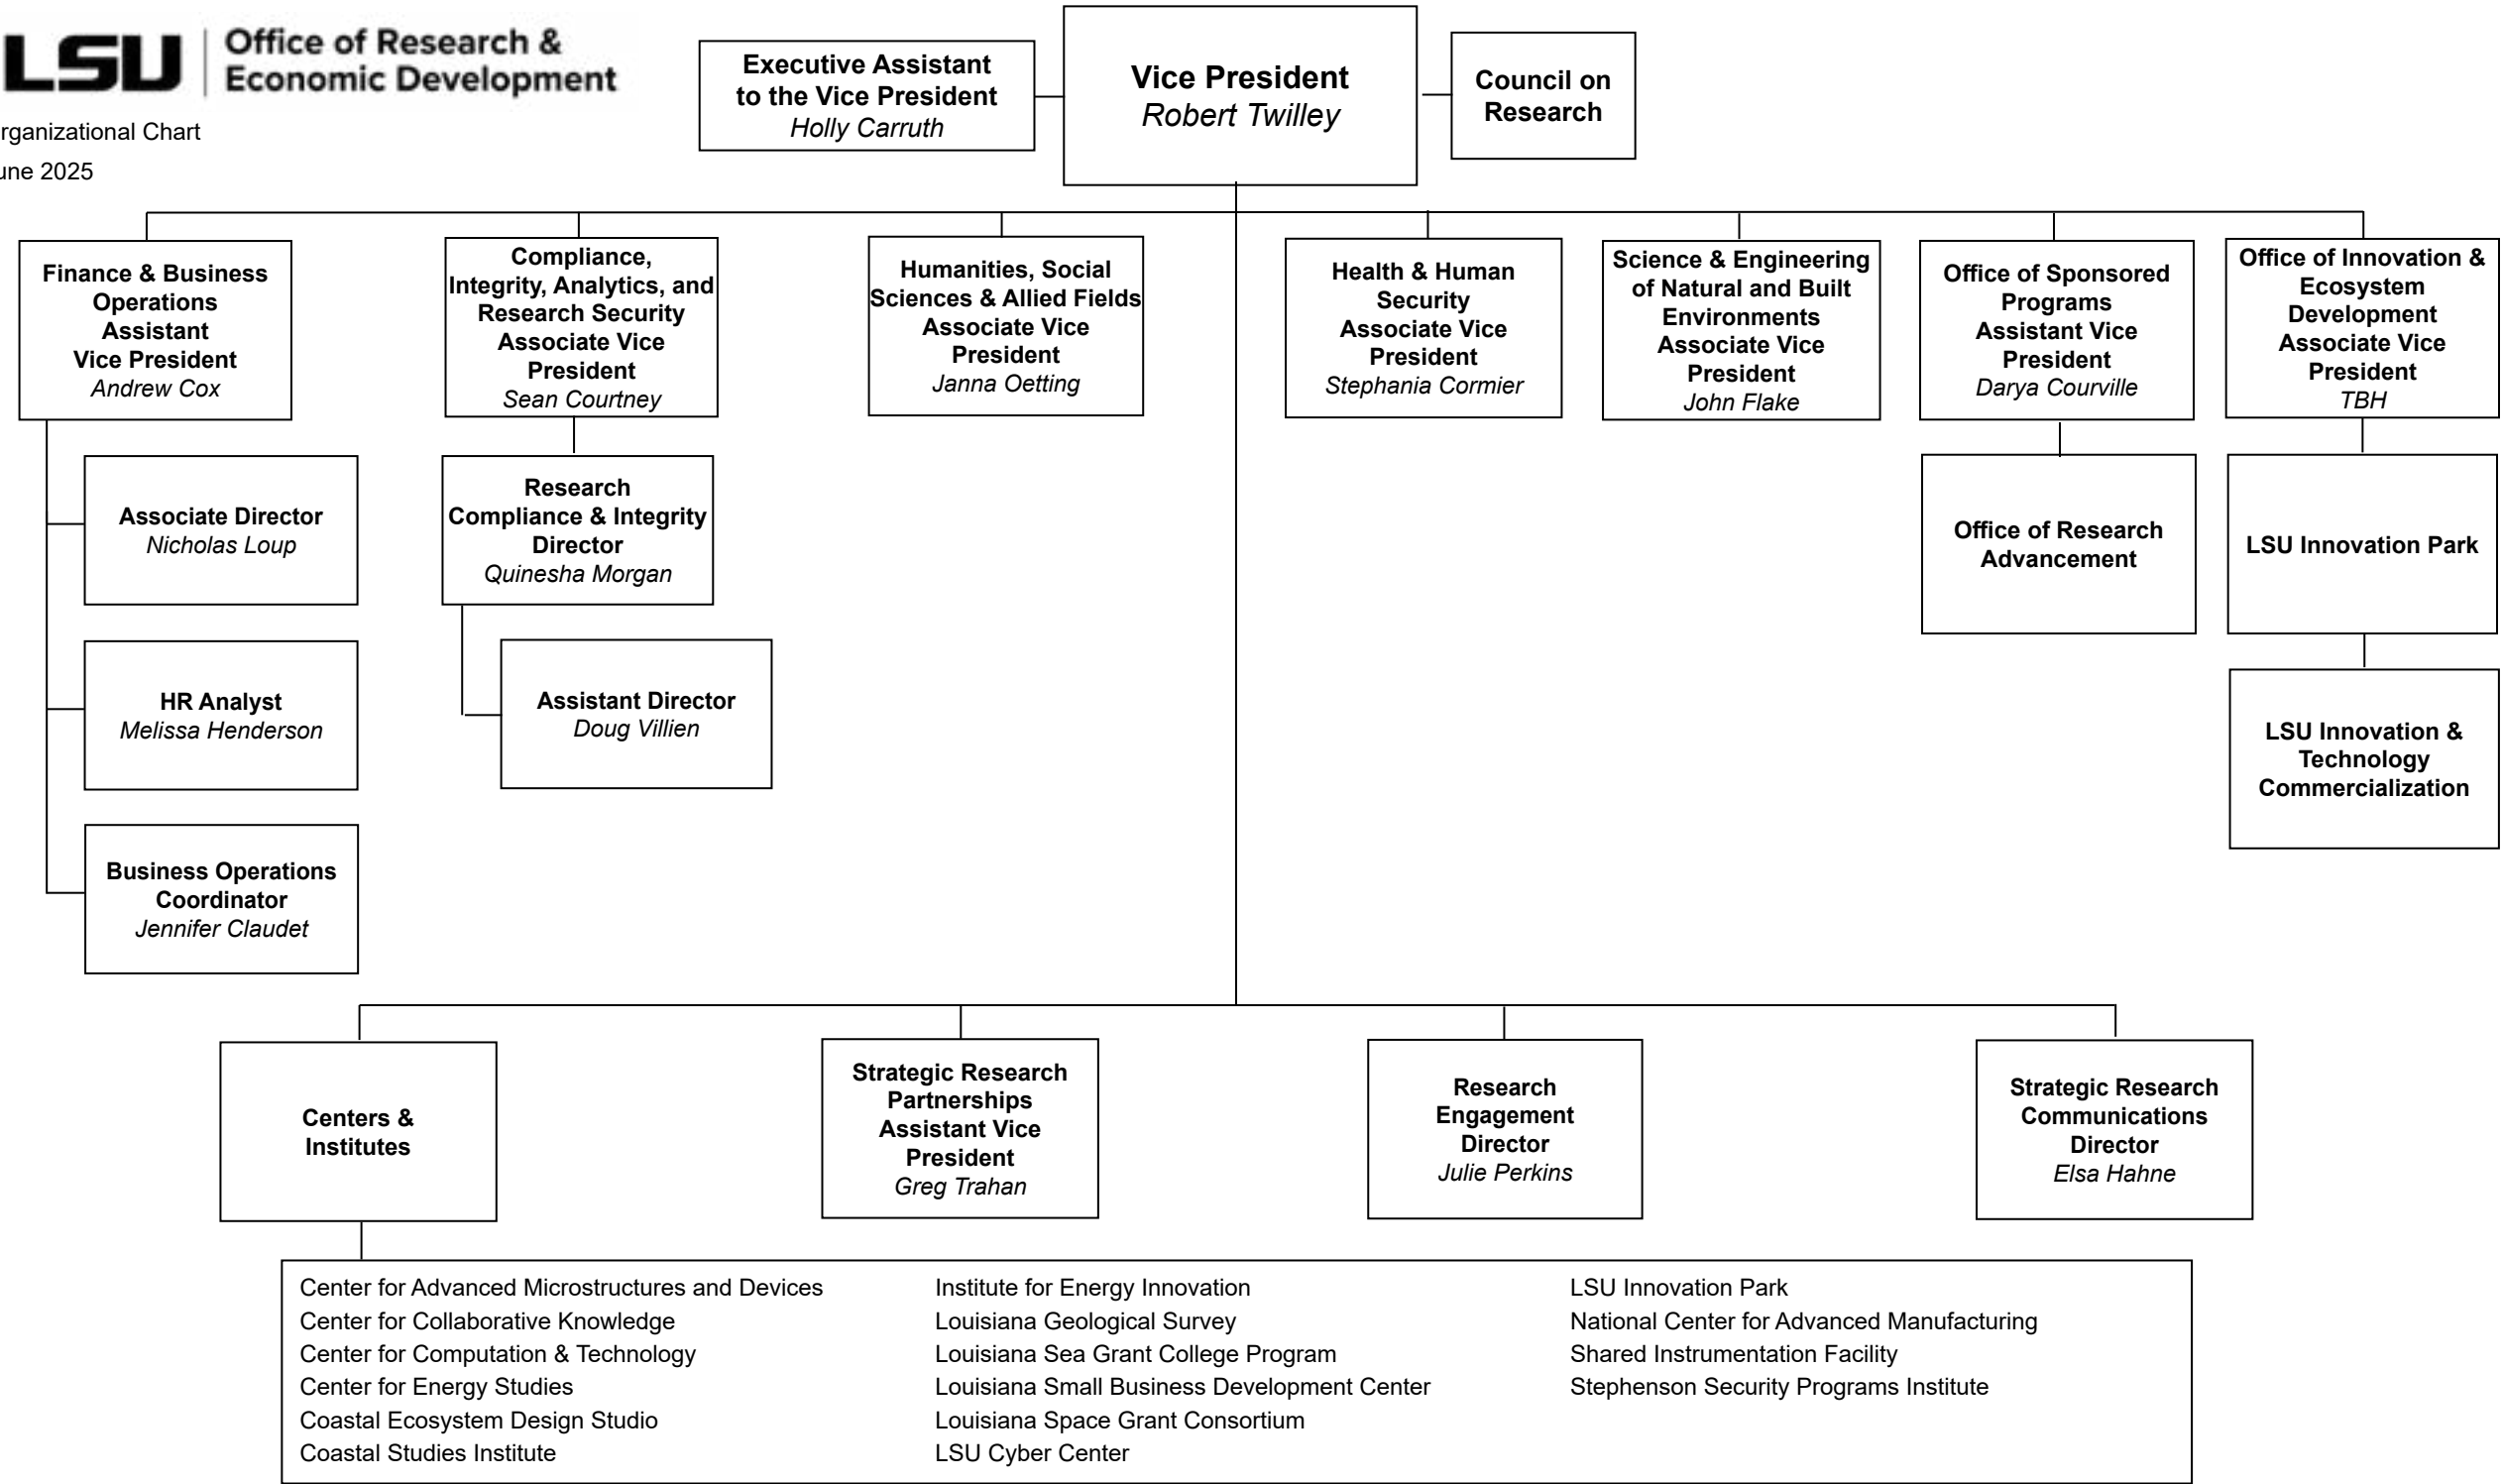 LSU
Office of Research &
Economic Development
rganizational Chart
une 2025
Executive Assistant
to the Vice President
Holly Carruth
Vice President
Robert Twilley
Council on
Research
Finance & Business
Operations
Assistant
Vice President
Andrew Cox
Compliance,
Integrity, Analytics, and
Research Security
Associate Vice
President
Sean Courtney
Humanities, Social
Sciences & Allied Fields
Associate Vice
President
Janna Oetting
Health & Human
Security
Associate Vice
President
Stephania Cormier
Science & Engineering
of Natural and Built
Environments
Associate Vice
President
John Flake
Office of Sponsored
Programs
Assistant Vice
President
Darya Courville
Office of Innovation &
Ecosystem
Development
Associate Vice
President
TBH
Associate Director
Nicholas Loup
Research
Compliance & Integrity
Director
Quinesha Morgan
Office of Research
Advancement
LSU Innovation Park
HR Analyst
Melissa Henderson
Assistant Director
Doug Villien
LSU Innovation &
Technology
Commercialization
Business Operations
Coordinator
Jennifer Claudet
Centers &
Institutes
Strategic Research
Partnerships
Assistant Vice
President
Greg Trahan
Research
Engagement
Director
Julie Perkins
Strategic Research
Communications
Director
Elsa Hahne
Center for Advanced Microstructures and Devices
Center for Collaborative Knowledge
Center for Computation & Technology
Center for Energy Studies
Coastal Ecosystem Design Studio
Coastal Studies Institute
Institute for Energy Innovation
Louisiana Geological Survey
Louisiana Sea Grant College Program
Louisiana Small Business Development Center
Louisiana Space Grant Consortium
LSU Cyber Center
LSU Innovation Park
National Center for Advanced Manufacturing
Shared Instrumentation Facility
Stephenson Security Programs Institute